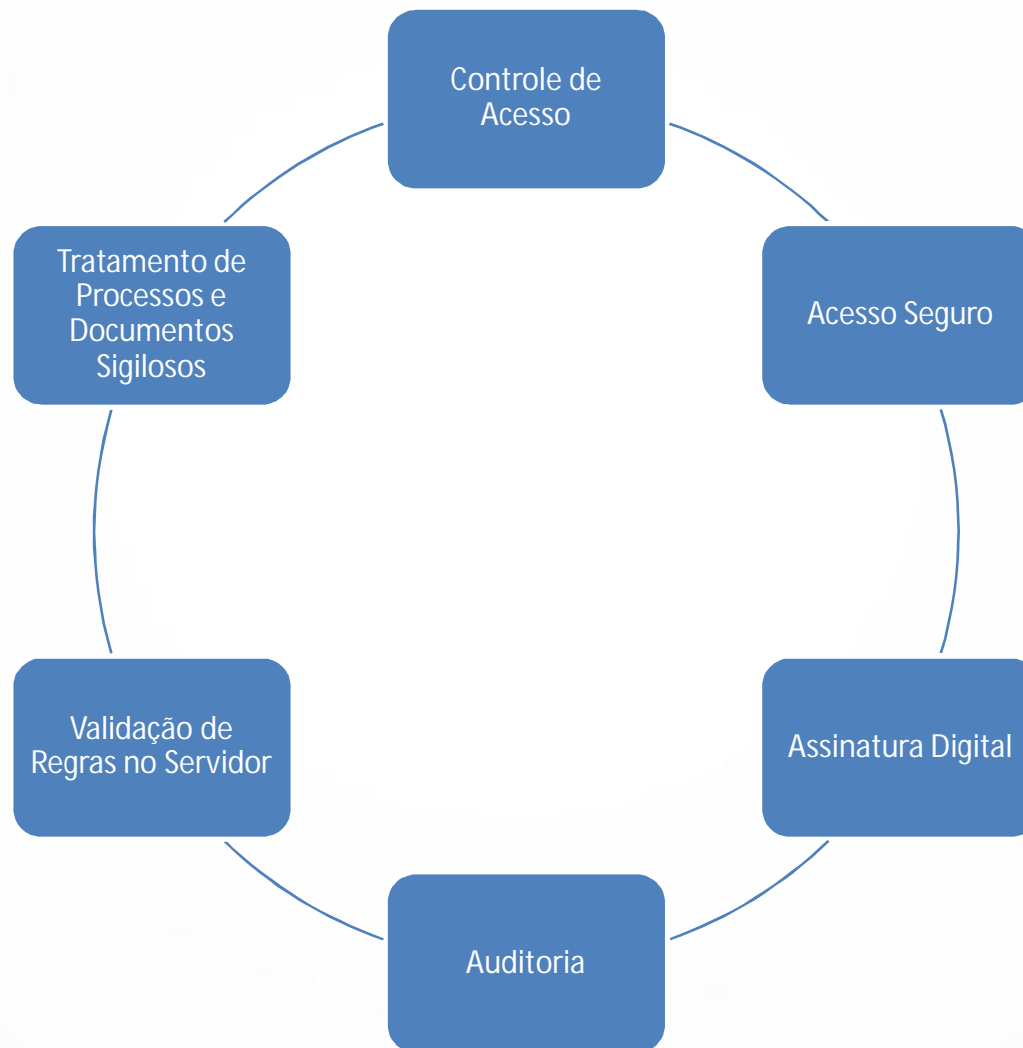 Controle de
Acesso
Acesso Seguro
Assinatura Digital
Auditoria
Validação de
Regras no Servidor
Tratamento de
Processos e
Documentos
Sigilosos